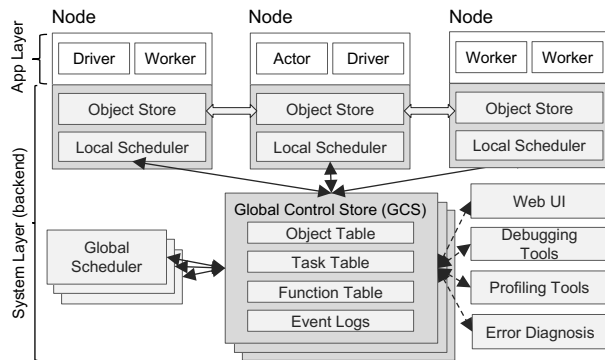 Node Node Node
App Layer
Driver Worker Actor Driver Worker Worker
Object Store Object Store Object Store
Local Scheduler Local Scheduler Local Scheduler
System Layer (backend)
Global Control Store (GCS)
Object Table
Task Table
Function Table
Event Logs
Global
Scheduler
Web UI
Debugging
Tools
Profiling Tools
Error Diagnosis